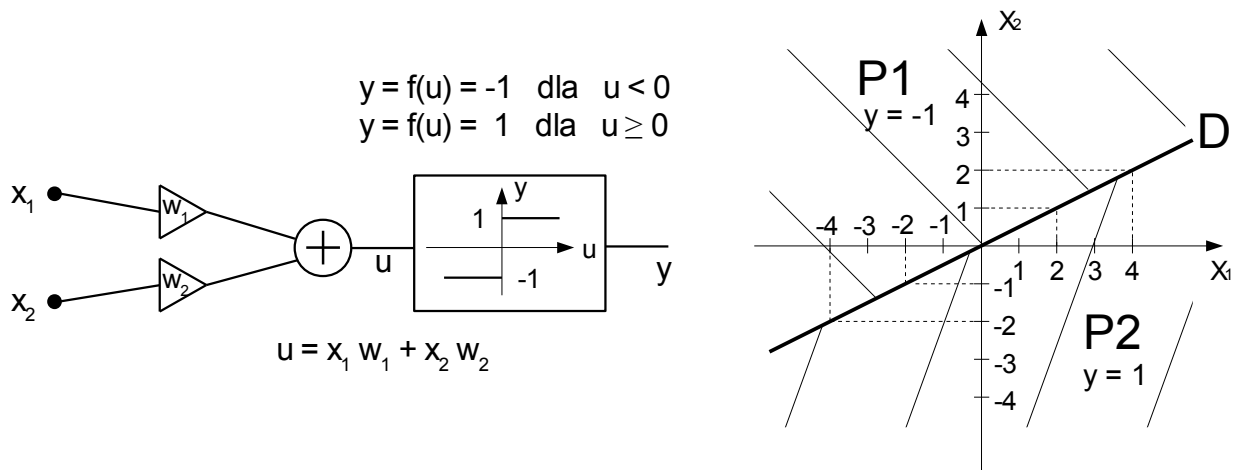 y = f(u) = -1 dla u < 0
y = f(u) = 1 dla u ≥ 0
x₁
w₁
x₂
w₂
+
u
y
1
u
-1
y
u = x₁ w₁ + x₂ w₂
X₂
P1
y = -1
D
4
3
2
1
-4 -3 -2 -1
1 2 3 4
X₁
-1
-2
-3
-4
P2
y = 1